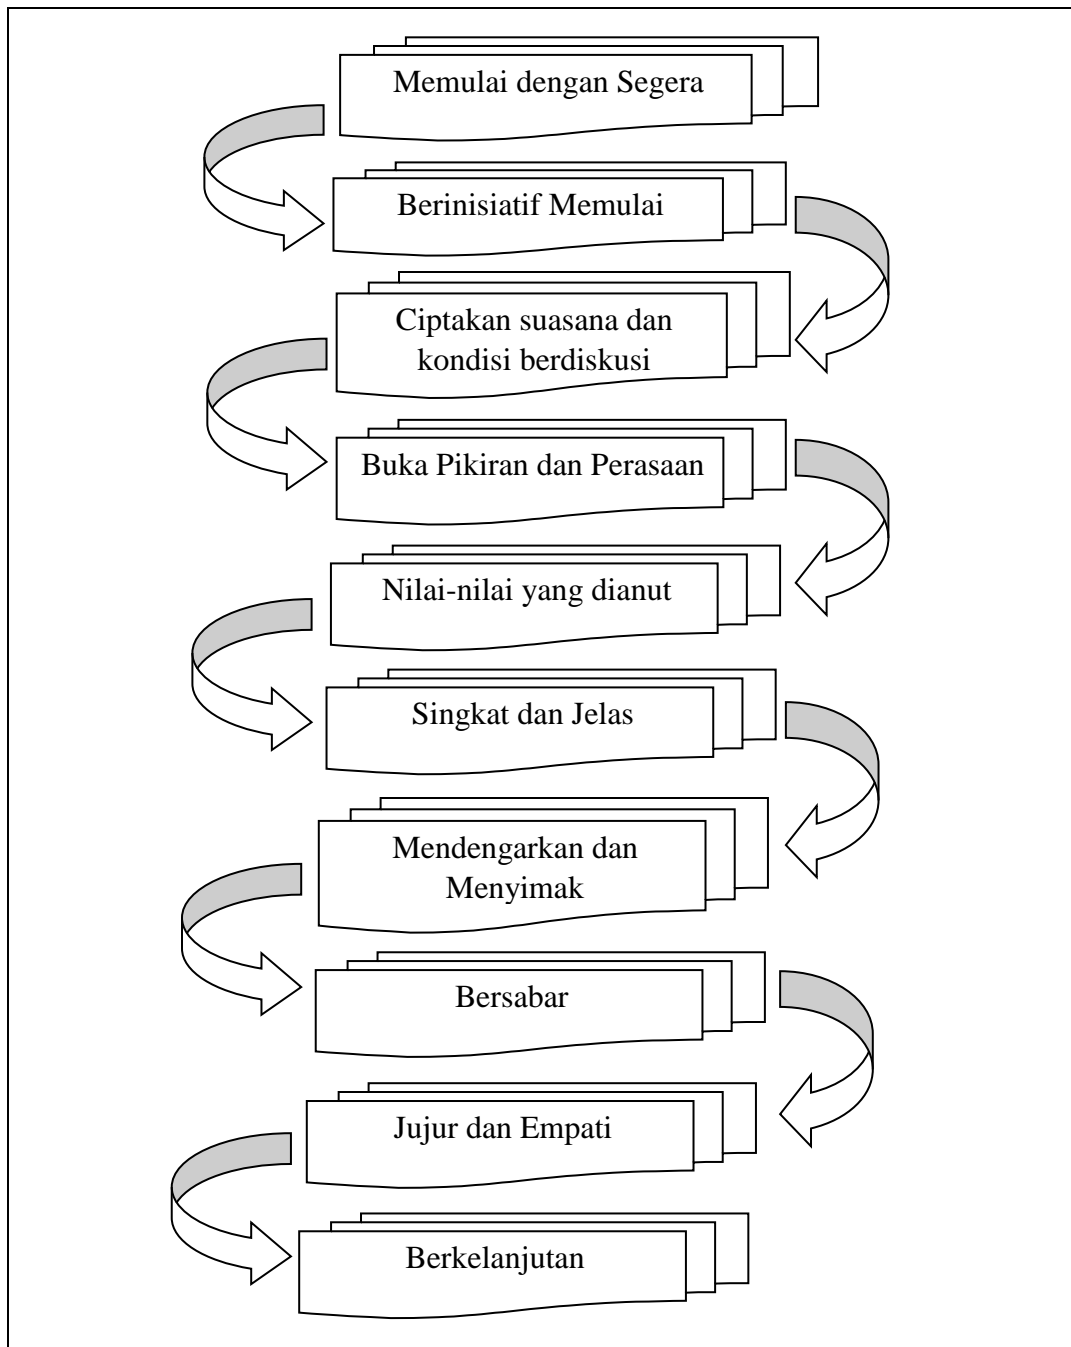 Memulai dengan Segera
Berinisiatif Memulai
Ciptakan suasana dan
kondisi berdiskusi
Buka Pikiran dan Perasaan
Nilai-nilai yang dianut
Singkat dan Jelas
Mendengarkan dan
Menyimak
Bersabar
Jujur dan Empati
Berkelanjutan